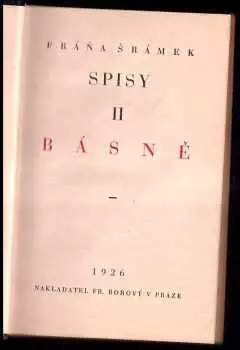 FRÁŇA ŠRÁMEK
SPISY
II
BÁSNĚ
1926
NAKLADATEL FR. BOROVÝ V PRAZE